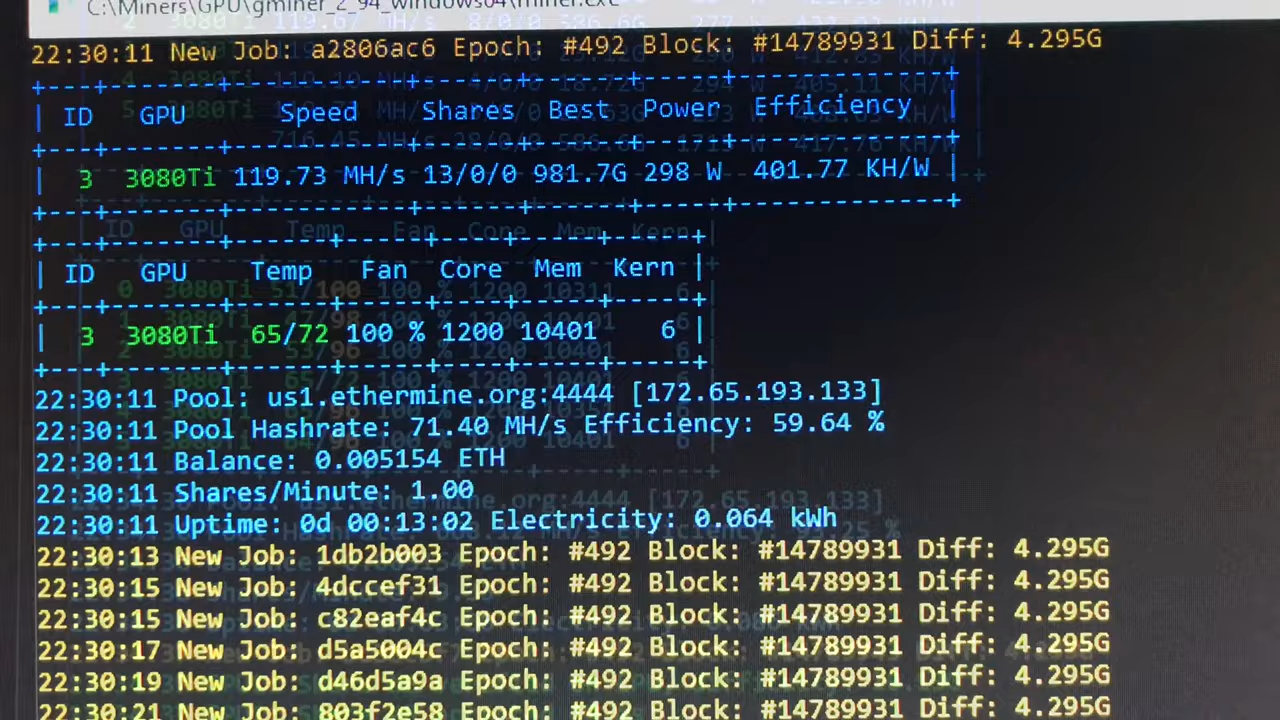 C:\Miners\GPU\gminer_2_94_windows64\miner.exe
22:30:11 New Job: a2806ac6 Epoch: #492 Block: #14789931 Diff: 4.295G
ID GPU Speed Shares Best Power Efficiency
3 3080Ti 119.73 MH/s 13/0/0 981.7G 298 W 401.77 KH/W
ID GPU Temp Fan Core Mem Kern
3 3080Ti 65/72 100 % 1200 10401 6
22:30:11 Pool: us1.ethermine.org:4444 [172.65.193.133]
22:30:11 Pool Hashrate: 71.40 MH/s Efficiency: 59.64 %
22:30:11 Balance: 0.005154 ETH
22:30:11 Shares/Minute: 1.00
22:30:11 Uptime: 0d 00:13:02 Electricity: 0.064 kWh
22:30:13 New Job: 1db2b003 Epoch: #492 Block: #14789931 Diff: 4.295G
22:30:15 New Job: 4dccef31 Epoch: #492 Block: #14789931 Diff: 4.295G
22:30:15 New Job: c82eaf4c Epoch: #492 Block: #14789931 Diff: 4.295G
22:30:17 New Job: d5a5004c Epoch: #492 Block: #14789931 Diff: 4.295G
22:30:19 New Job: d46d5a9a Epoch: #492 Block: #14789931 Diff: 4.295G
22:30:21 New Job: 803f2e58 Epoch: #492 Block: #14789931 Diff: 4.295G